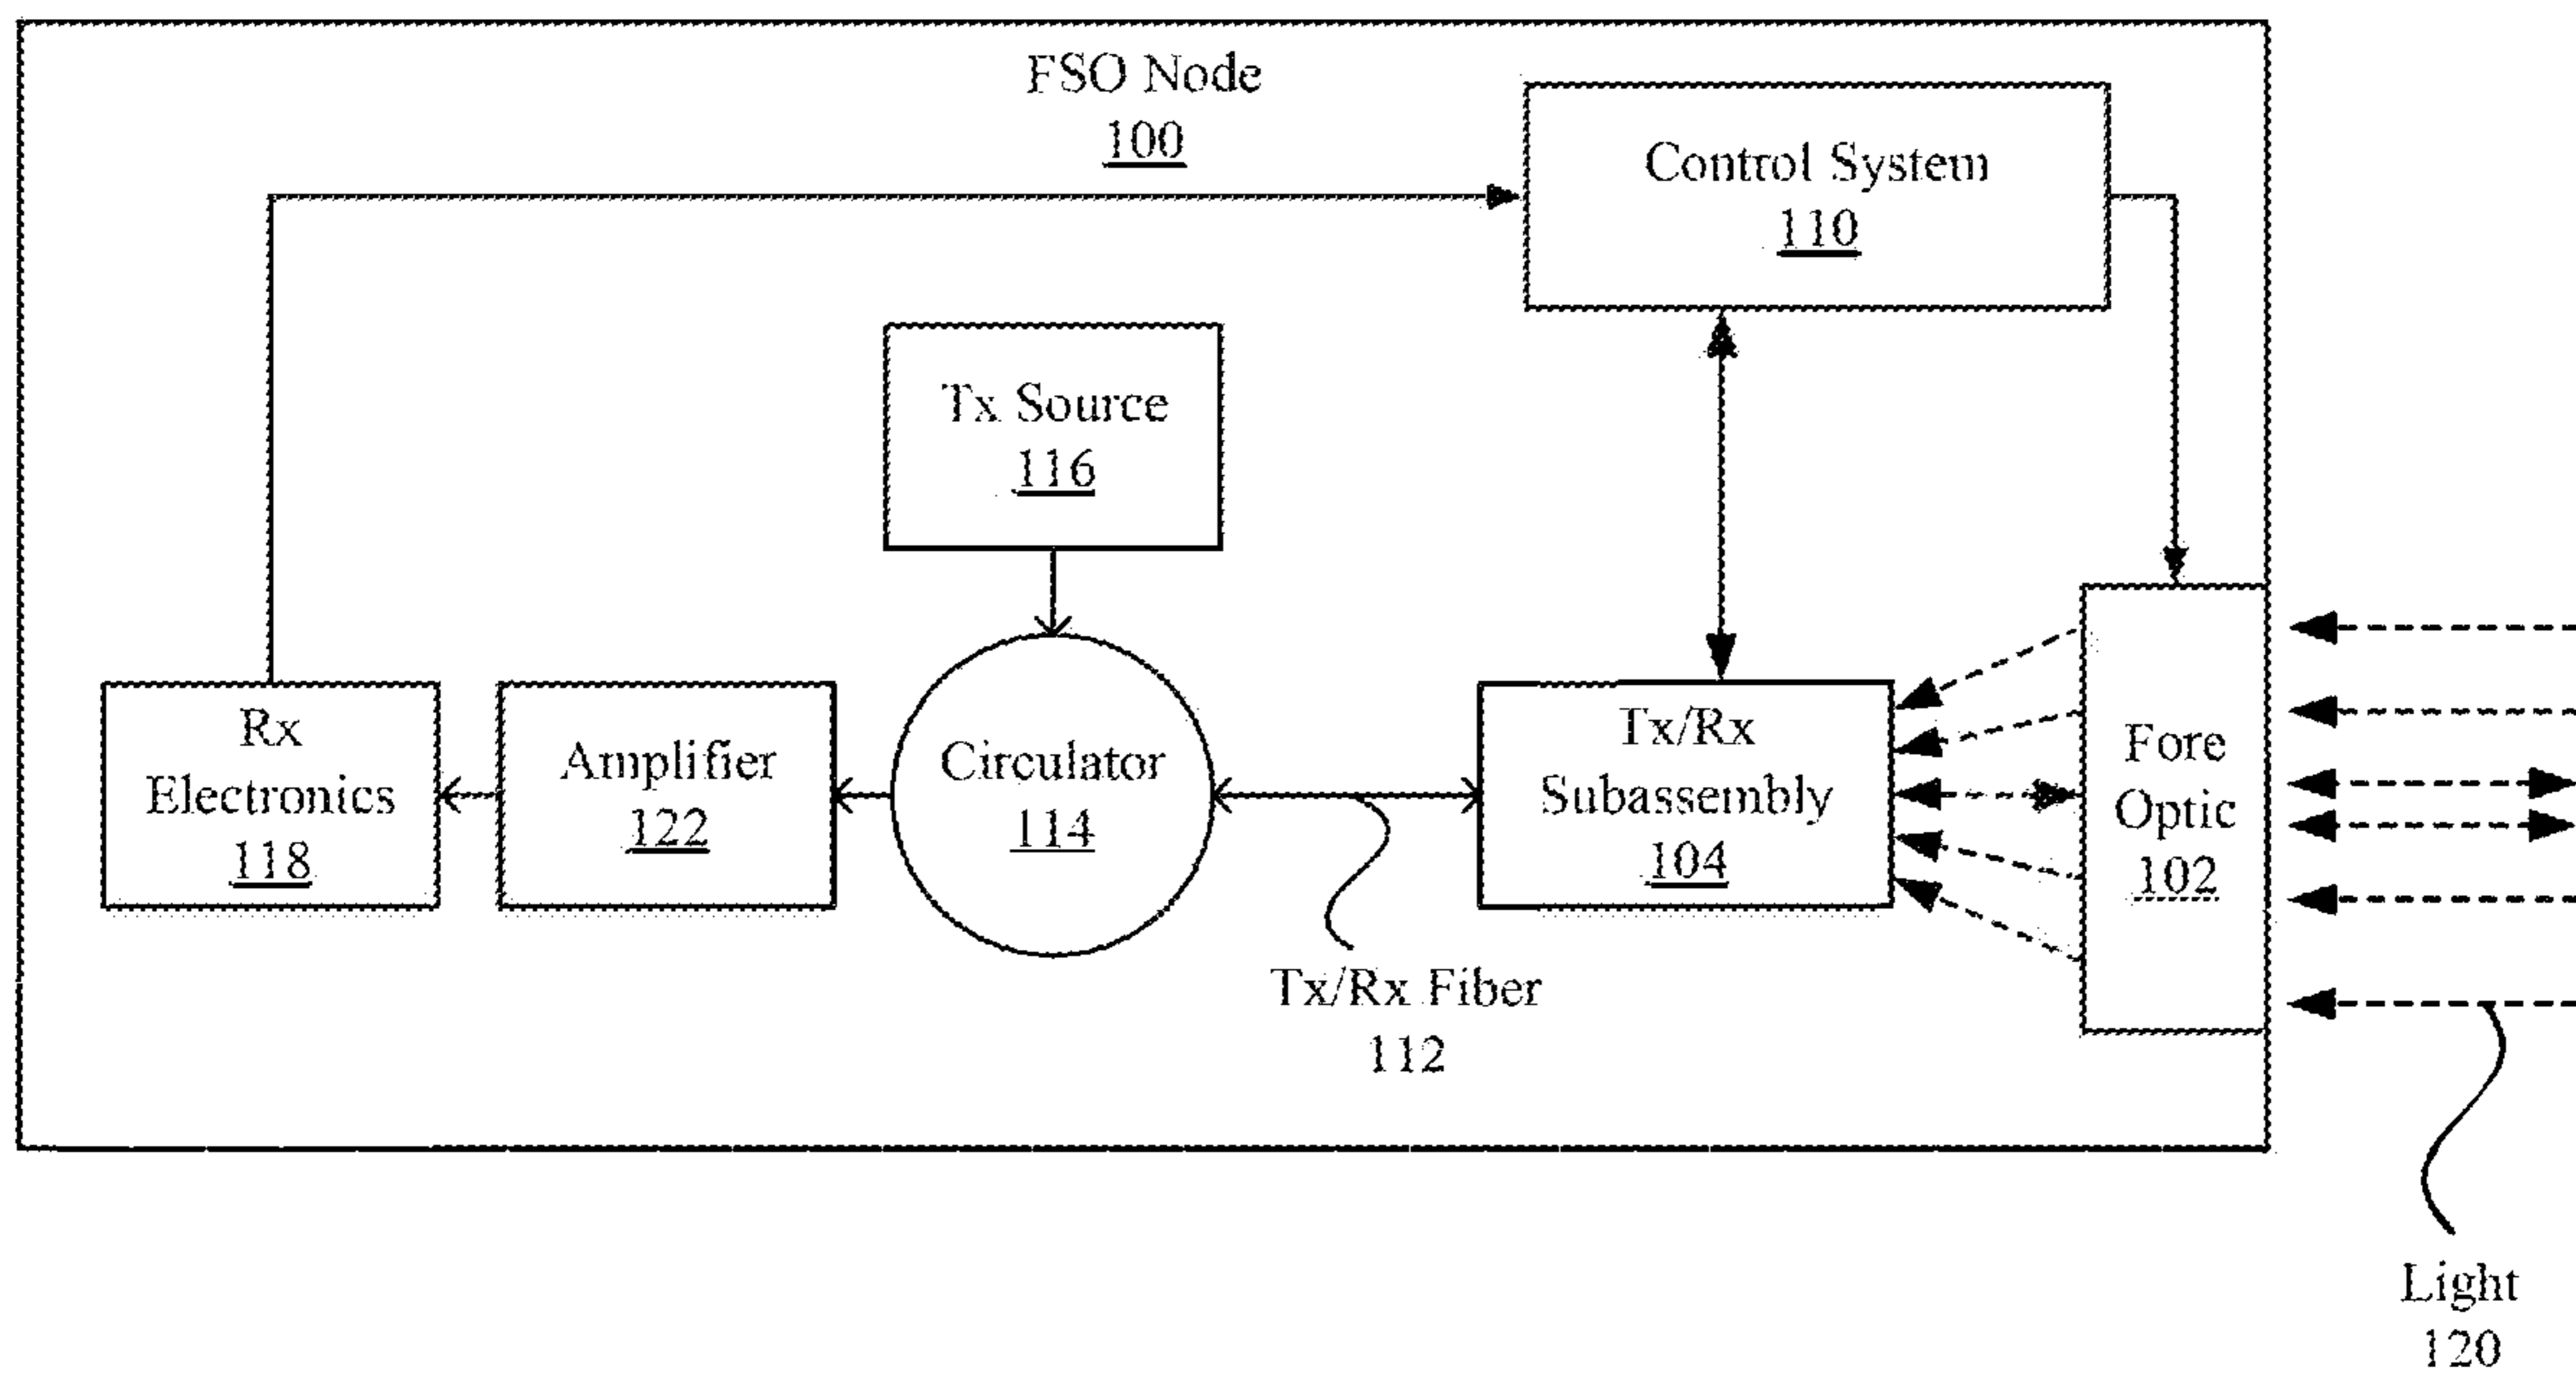 FSO Node
100
Control System
110
Tx Source
116
Rx
Electronics
118
Amplifier
122
Circulator
114
Tx/Rx
Subassembly
104
Fore
Optic
102
Tx/Rx Fiber
112
Light
120